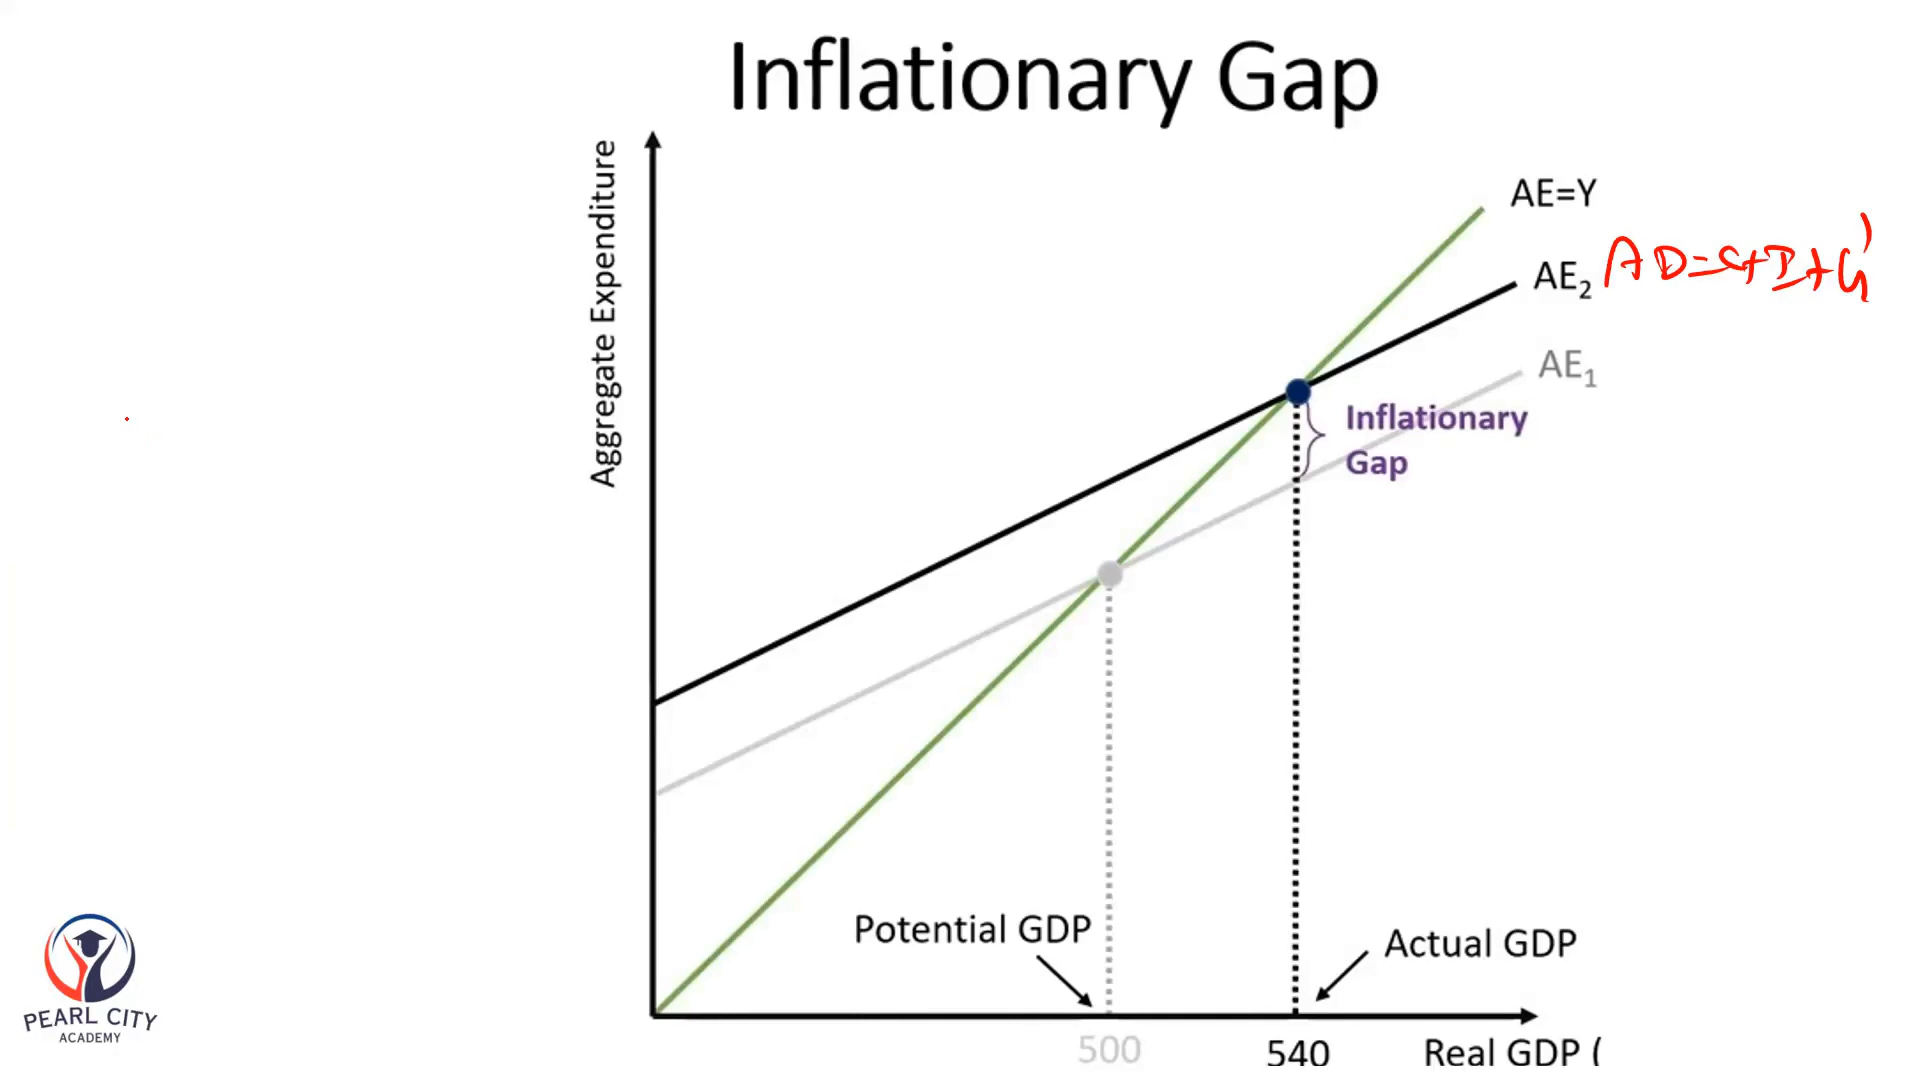 Inflationary Gap
Aggregate Expenditure
AE=Y
AE2 AD=C+I+G'
AE1
Inflationary
Gap
Potential GDP
Actual GDP
500
540
Real GDP (
PEARL CITY
ACADEMY